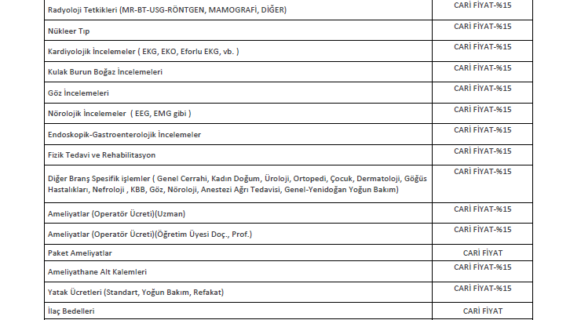 Radyoloji Tetkikleri (MR-BT-USG-RÖNTGEN, MAMOGRAFİ, DİĞER) CARİ FİYAT-%15
Nükleer Tıp CARİ FİYAT-%15
Kardiyolojik İncelemeler ( EKG, EKO, Eforlu EKG, vb. ) CARİ FİYAT-%15
Kulak Burun Boğaz İncelemeleri CARİ FİYAT-%15
Göz İncelemeleri CARİ FİYAT-%15
Nörolojik İncelemeler ( EEG, EMG gibi ) CARİ FİYAT-%15
Endoskopik-Gastroenterolojik İncelemeler CARİ FİYAT-%15
Fizik Tedavi ve Rehabilitasyon CARİ FİYAT-%15
Diğer Branş Spesifik işlemler ( Genel Cerrahi, Kadın Doğum, Üroloji, Ortopedi, Çocuk, Dermatoloji, Göğüs CARİ FİYAT-%15
Hastalıkları, Nefroloji , KBB, Göz, Nöroloji, Anestezi Ağrı Tedavisi, Genel-Yenidoğan Yoğun Bakım)
Ameliyatlar (Operatör Ücreti)(Uzman) CARİ FİYAT-%15
Ameliyatlar (Operatör Ücreti)(Öğretim Üyesi Doç., Prof.) CARİ FİYAT-%15
Paket Ameliyatlar CARİ FİYAT
Ameliyathane Alt Kalemleri CARİ FİYAT-%15
Yatak Ücretleri (Standart, Yoğun Bakım, Refakat) CARİ FİYAT-%15
İlaç Bedelleri CARİ FİYAT